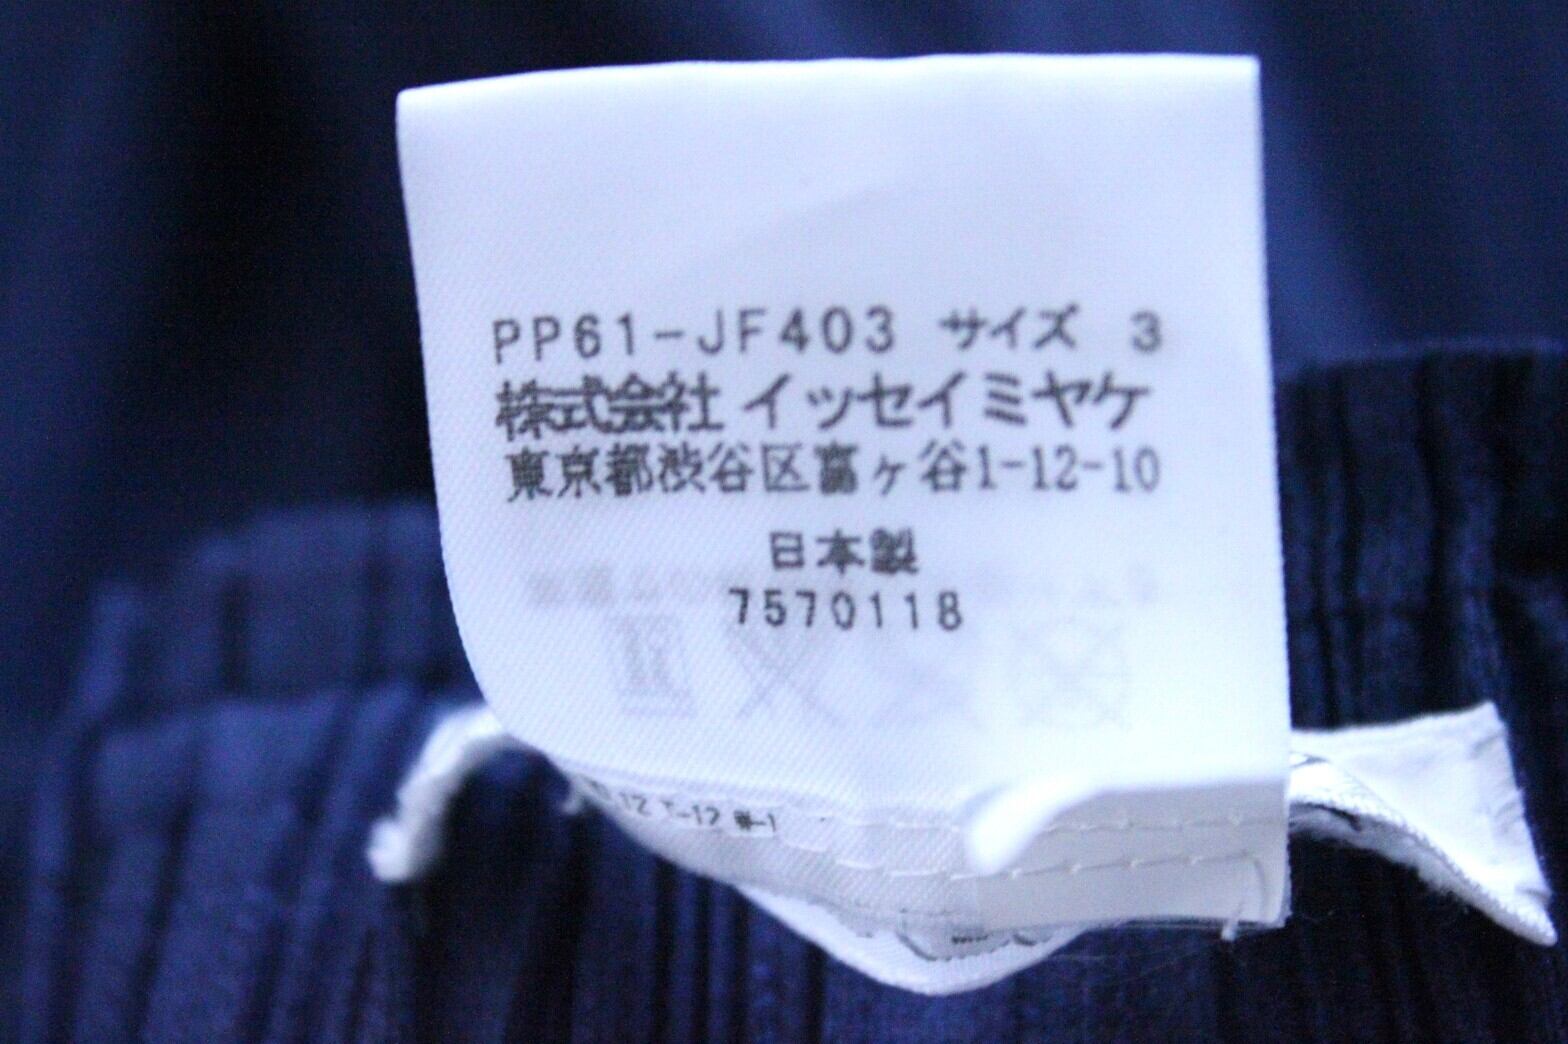 PP61-JF403 サイズ 3
株式会社 イッセイミヤケ
東京都渋谷区富ヶ谷1-12-10
日本製
7570118